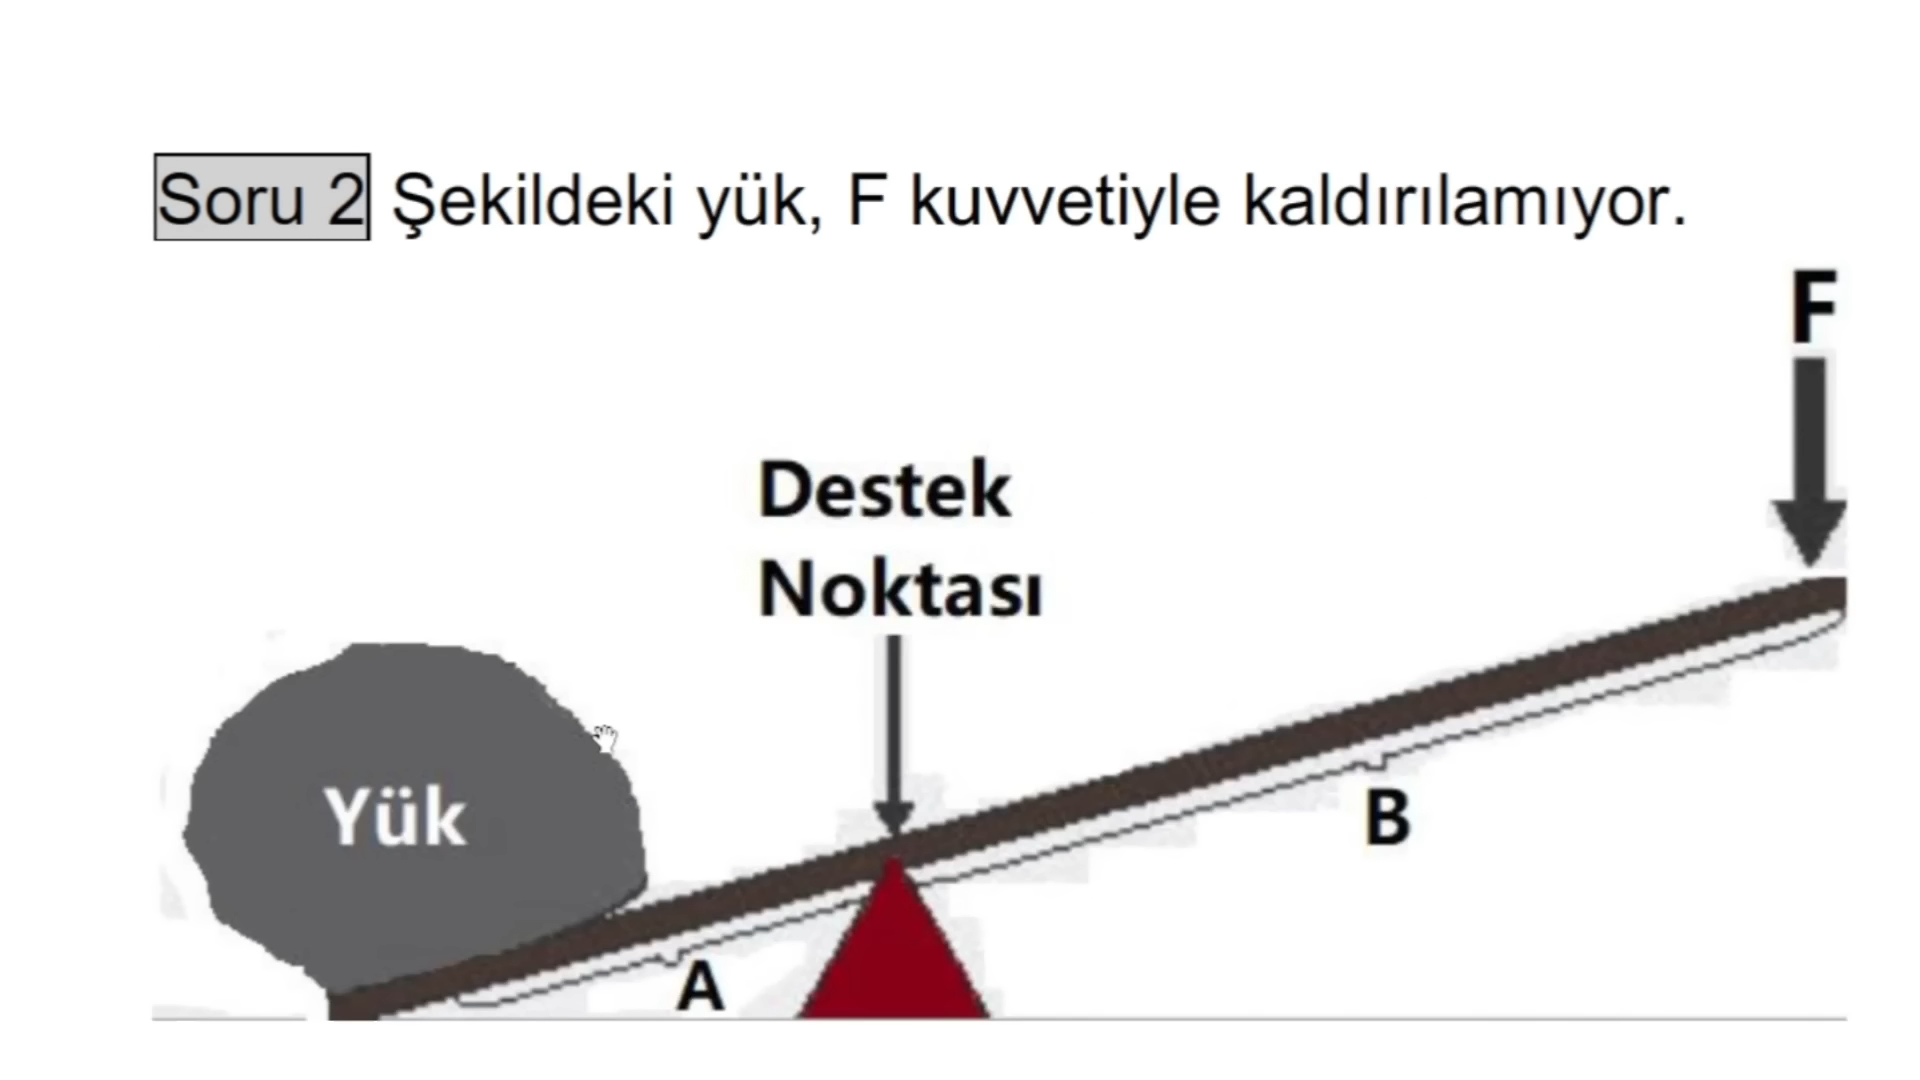 Soru 2 Şekildeki yük, F kuvvetiyle kaldırılamıyor.
F
Destek
Noktası
Yük
B
A